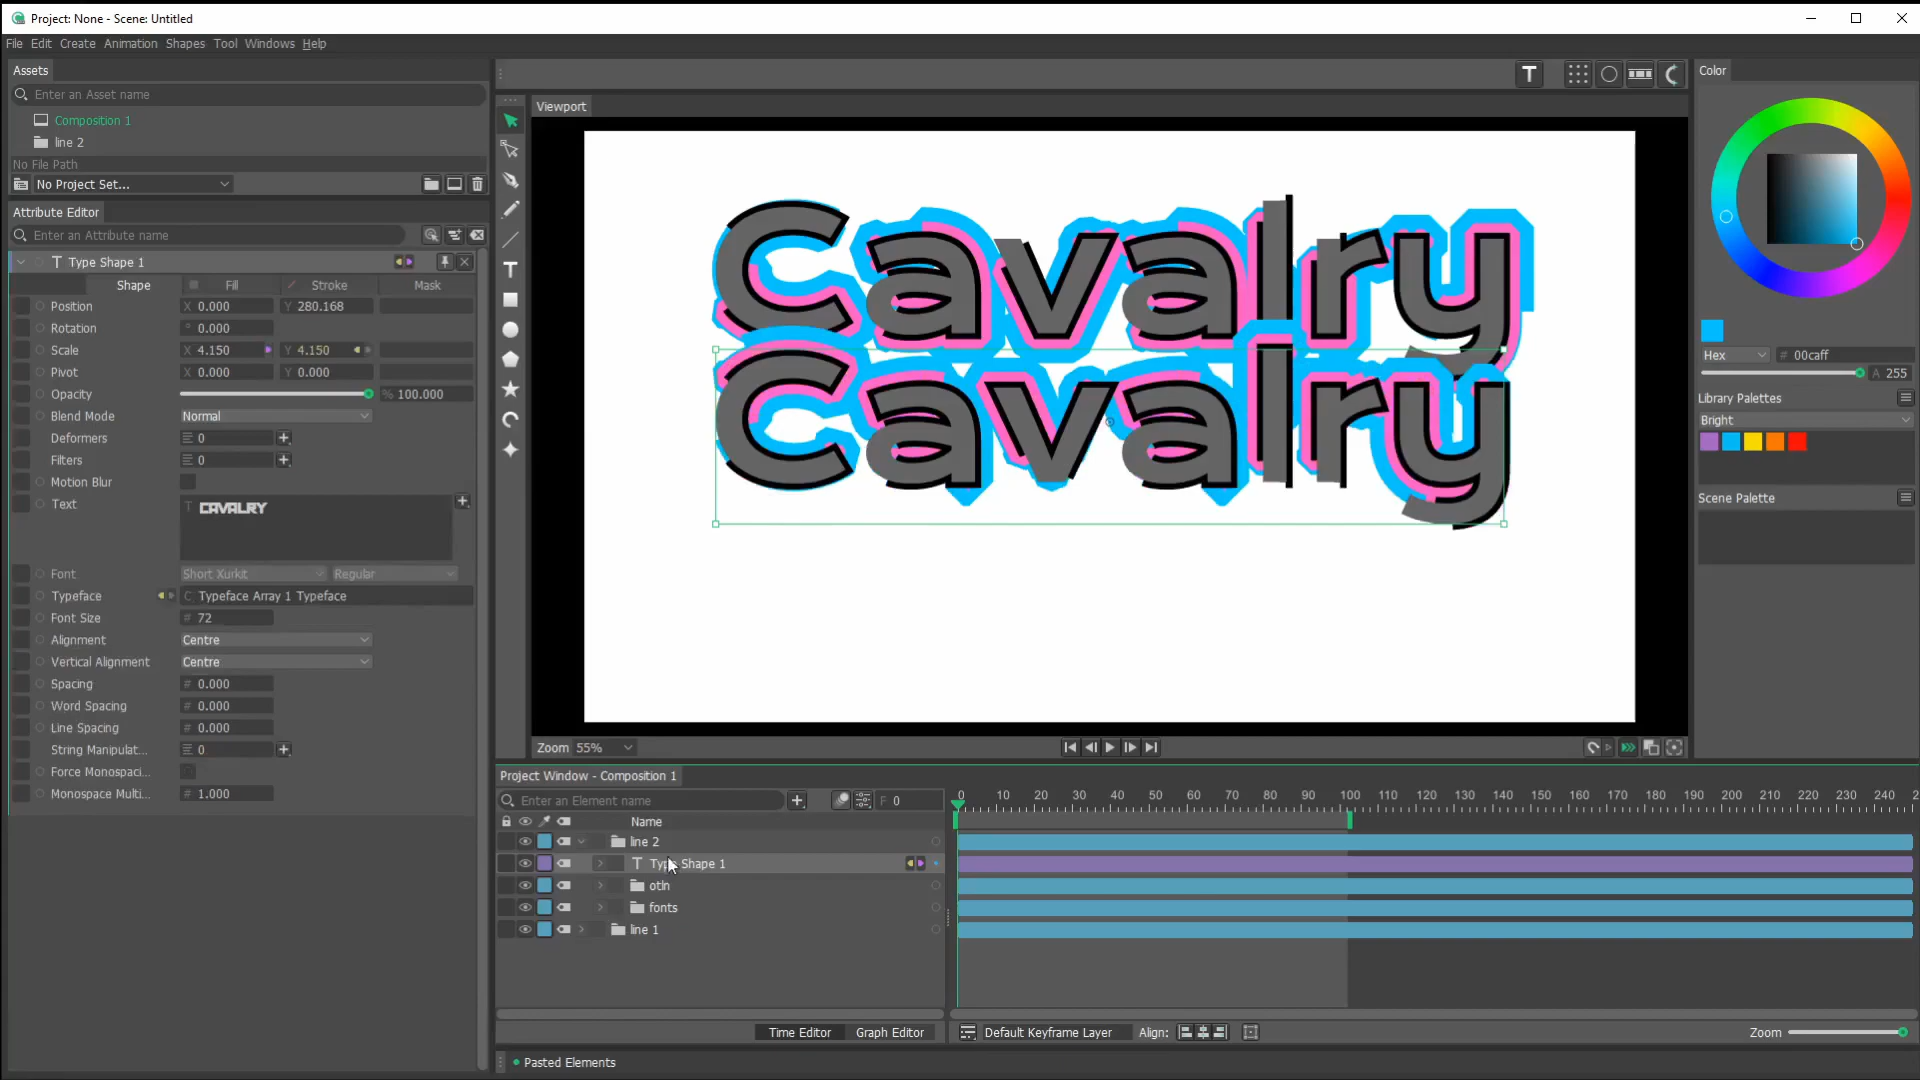 Project: None - Scene: Untitled
File Edit Create Animation Shapes Tool Windows Help
Assets
Enter an Asset name
Composition 1
line 2
No File Path
No Project Set...
Attribute Editor
Enter an Attribute name
Type Shape 1
Shape Fill Stroke Mask
Position X 0.000 Y 280.168
Rotation ° 0.000
Scale X 4.150 Y 4.150
Pivot X 0.000 Y 0.000
Opacity % 100.000
Blend Mode Normal
Deformers 0
Filters 0
Motion Blur
Text T CAVALRY
Font Short Xurkit Regular
Typeface C Typeface Array 1 Typeface
Font Size # 72
Alignment Centre
Vertical Alignment Centre
Spacing # 0.000
Word Spacing # 0.000
Line Spacing # 0.000
String Manipulat... 0
Force Monospaci...
Monospace Multi... # 1.000
Viewport
Cavalry
Cavalry
Zoom 55%
Project Window - Composition 1
Enter an Element name F 0
Name
line 2
Type Shape 1
otln
fonts
line 1
0 10 20 30 40 50 60 70 80 90 100 110 120 130 140 150 160 170 180 190 200 210 220 230 240 2
Time Editor Graph Editor
Default Keyframe Layer Align: Zoom
Pasted Elements
Color
Hex # 00caff
A 255
Library Palettes
Bright
Scene Palette